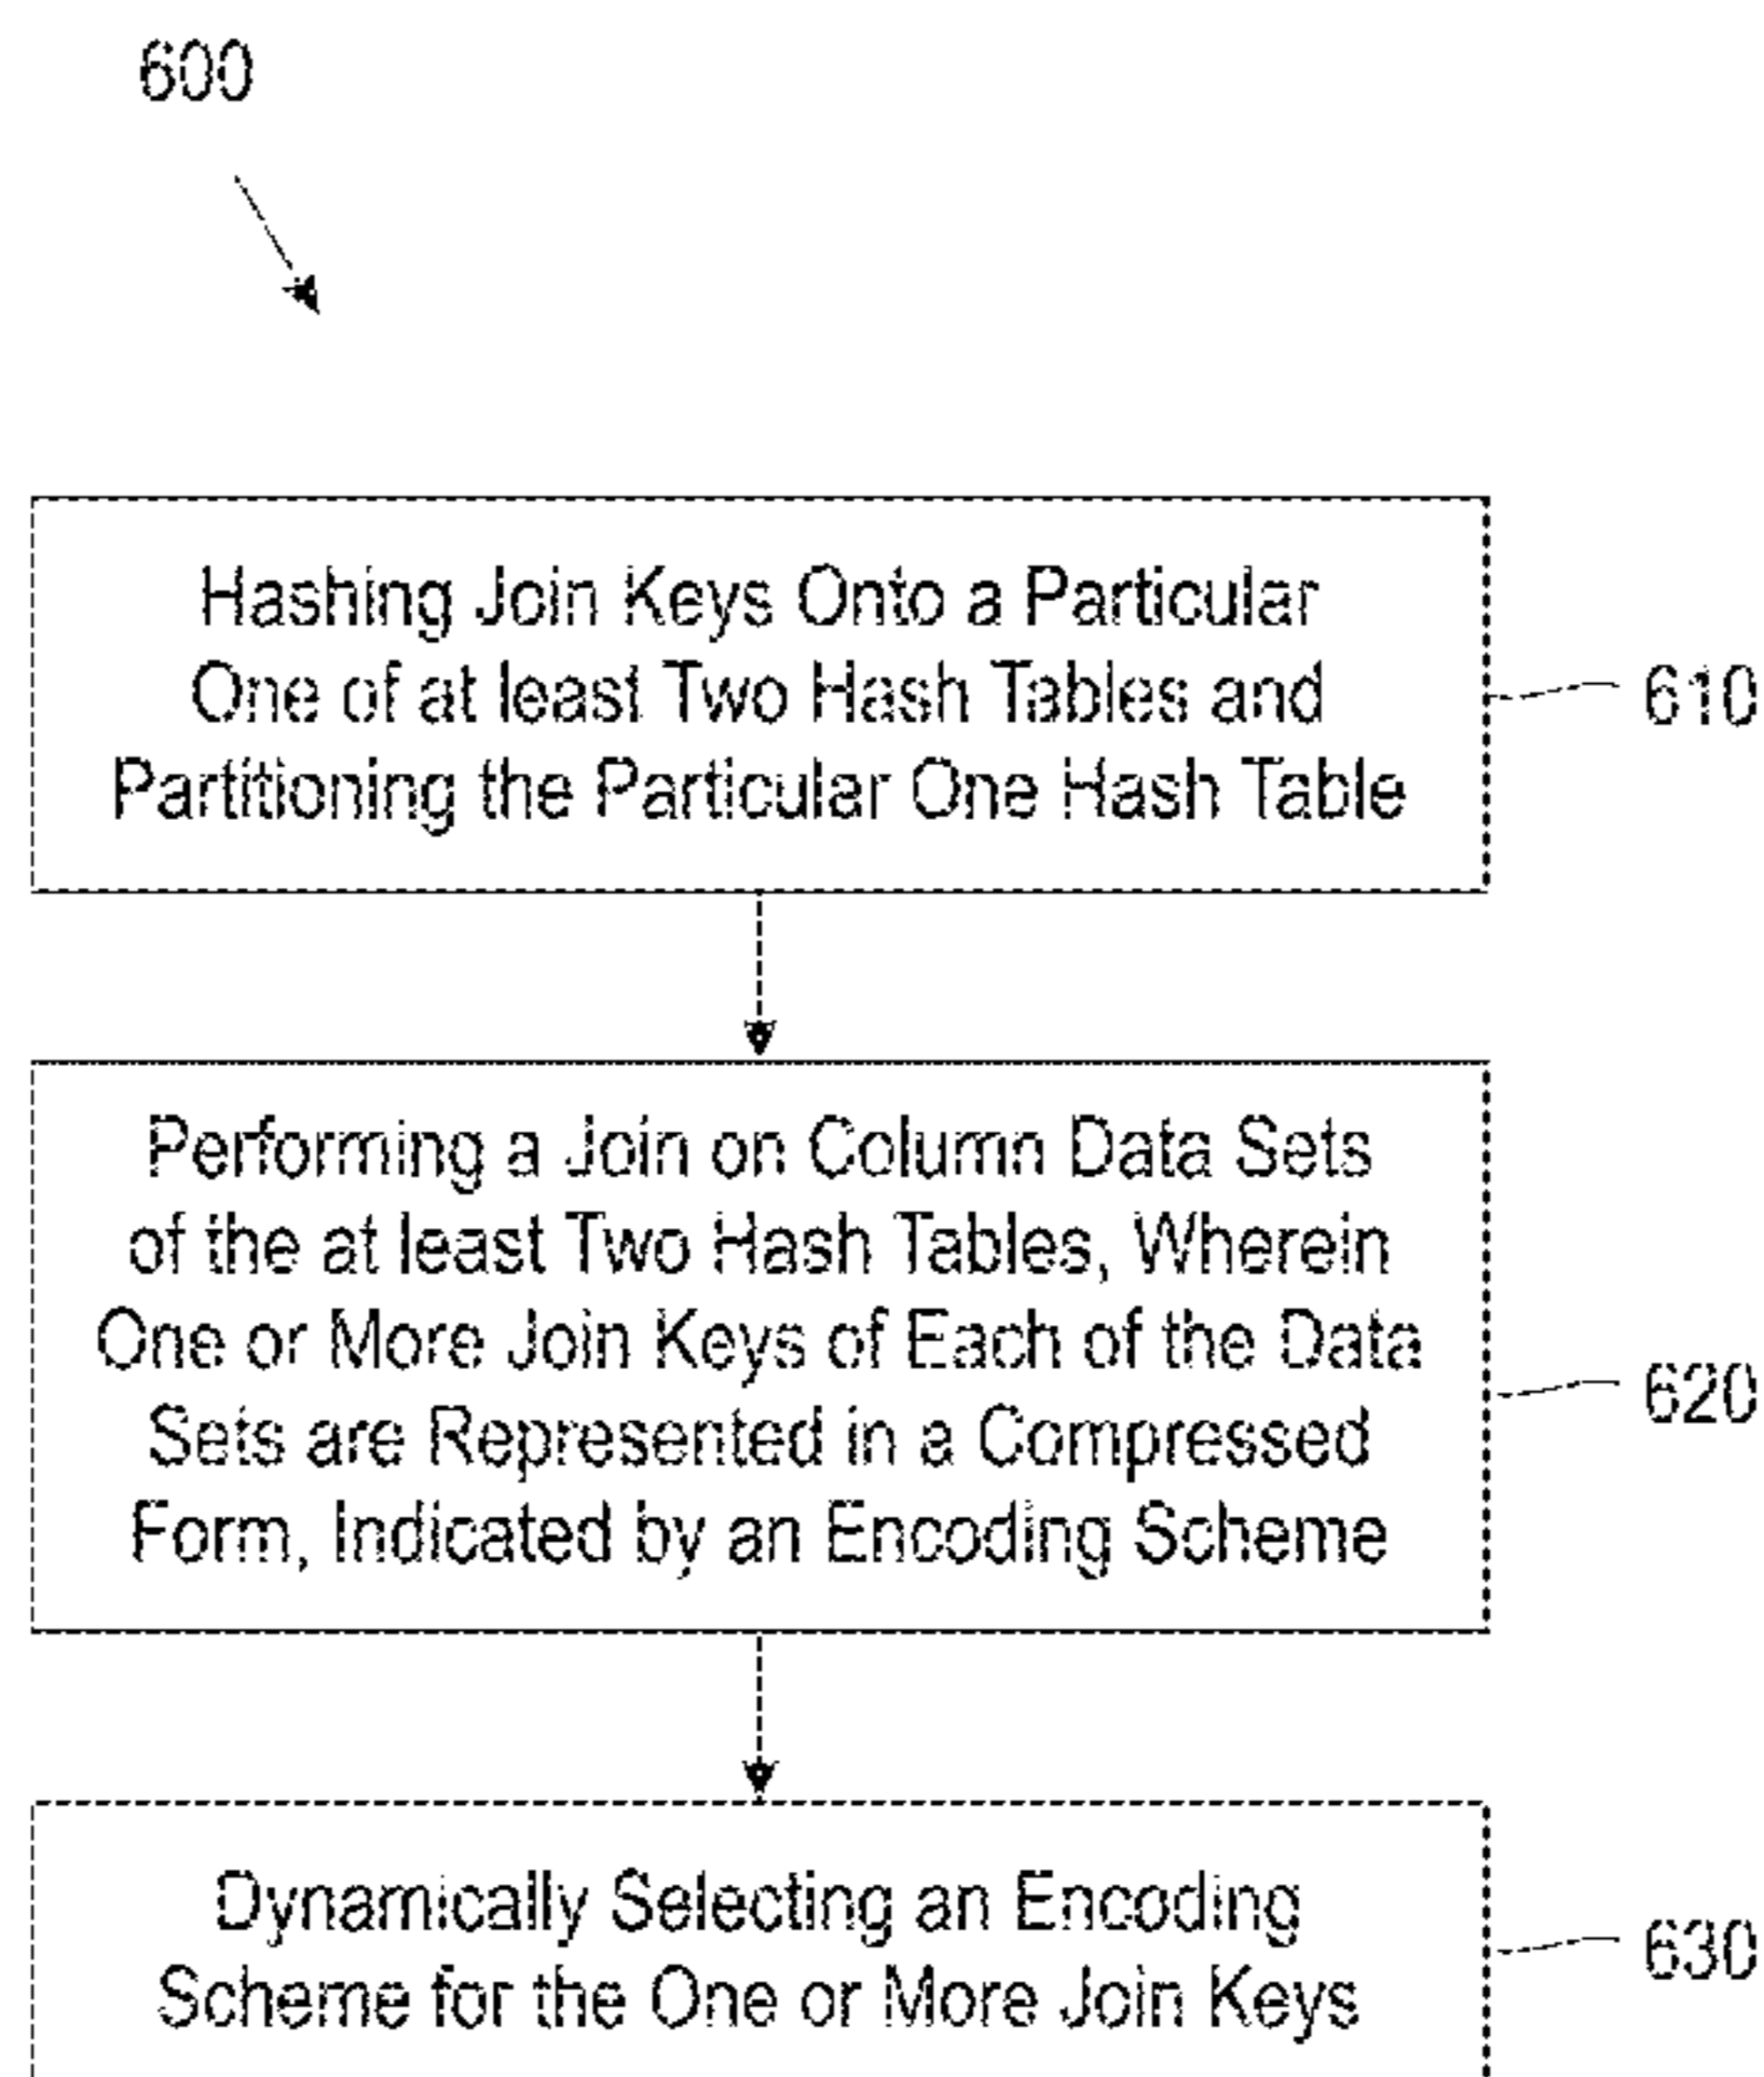 600
Hashing Join Keys Onto a Particular
One of at least Two Hash Tables and
Partitioning the Particular One Hash Table
610
Performing a Join on Column Data Sets
of the at least Two Hash Tables, Wherein
One or More Join Keys of Each of the Data
Sets are Represented in a Compressed
Form, Indicated by an Encoding Scheme
620
Dynamically Selecting an Encoding
Scheme for the One or More Join Keys
630